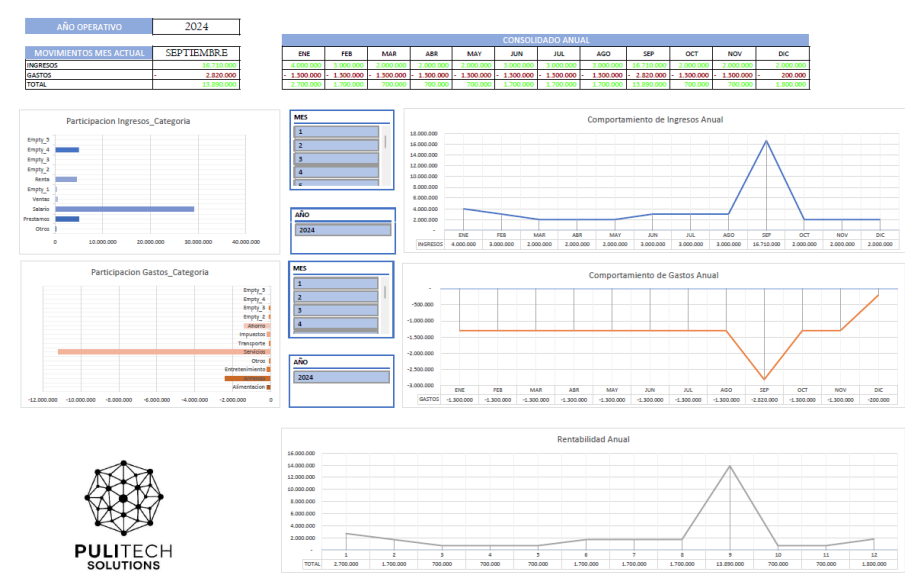 AÑO OPERATIVO 2024
MOVIMIENTOS MES ACTUAL SEPTIEMBRE
INGRESOS 16.710.000
GASTOS - 2.820.000
TOTAL 13.890.000
CONSOLIDADO ANUAL
ENE FEB MAR ABR MAY JUN JUL AGO SEP OCT NOV DIC
4.000.000 3.000.000 2.000.000 2.000.000 2.000.000 3.000.000 3.000.000 3.000.000 16.710.000 2.000.000 2.000.000 2.000.000
- 1.300.000 - 1.300.000 - 1.300.000 - 1.300.000 - 1.300.000 - 1.300.000 - 1.300.000 - 1.300.000 - 2.820.000 - 1.300.000 - 1.300.000 - 200.000
2.700.000 1.700.000 700.000 700.000 700.000 1.700.000 1.700.000 1.700.000 13.890.000 700.000 700.000 1.800.000
Participacion Ingresos_Categoria
Empty_5
Empty_4
Empty_3
Empty_2
Renta
Empty_1
Ventas
Salario
Prestamos
Otros
0 10.000.000 20.000.000 30.000.000 40.000.000
MES
1
2
3
4
AÑO
2024
Comportamiento de Ingresos Anual
18.000.000
16.000.000
14.000.000
12.000.000
10.000.000
8.000.000
6.000.000
4.000.000
2.000.000
-
ENE FEB MAR ABR MAY JUN JUL AGO SEP OCT NOV DIC
INGRESOS 4.000.000 3.000.000 2.000.000 2.000.000 2.000.000 3.000.000 3.000.000 3.000.000 16.710.000 2.000.000 2.000.000 2.000.000
Participacion Gastos_Categoria
Empty_5
Empty_4
Empty_3
Empty_2
Ahorro
Impuestos
Transporte
Servicios
Otros
Entretenimiento
Alimentacion
-12.000.000 -10.000.000 -8.000.000 -6.000.000 -4.000.000 -2.000.000 0
MES
1
2
3
4
AÑO
2024
Comportamiento de Gastos Anual
-
-500.000
-1.000.000
-1.500.000
-2.000.000
-2.500.000
-3.000.000
ENE FEB MAR ABR MAY JUN JUL AGO SEP OCT NOV DIC
GASTOS -1.300.000 -1.300.000 -1.300.000 -1.300.000 -1.300.000 -1.300.000 -1.300.000 -1.300.000 -2.820.000 -1.300.000 -1.300.000 -200.000
Rentabilidad Anual
16.000.000
14.000.000
12.000.000
10.000.000
8.000.000
6.000.000
4.000.000
2.000.000
-
1 2 3 4 5 6 7 8 9 10 11 12
TOTAL 2.700.000 1.700.000 700.000 700.000 700.000 1.700.000 1.700.000 1.700.000 13.890.000 700.000 700.000 1.800.000
PULITECH
SOLUTIONS